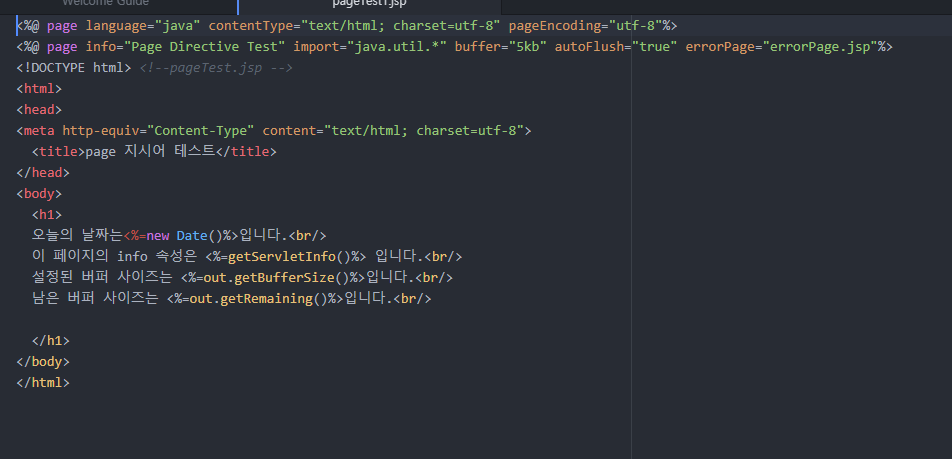 Welcome Guide
pageTest1.jsp
<%@ page language="java" contentType="text/html; charset=utf-8" pageEncoding="utf-8"%>
<%@ page info="Page Directive Test" import="java.util.*" buffer="5kb" autoFlush="true" errorPage="errorPage.jsp"%>
<!DOCTYPE html> <!--pageTest.jsp -->
<html>
<head>
<meta http-equiv="Content-Type" content="text/html; charset=utf-8">
<title>page 지시어 테스트</title>
</head>
<body>
<h1>
오늘의 날짜는<%=new Date()%>입니다.<br/>
이 페이지의 info 속성은 <%=getServletInfo()%> 입니다.<br/>
설정된 버퍼 사이즈는 <%=out.getBufferSize()%>입니다.<br/>
남은 버퍼 사이즈는 <%=out.getRemaining()%>입니다.<br/>
</h1>
</body>
</html>